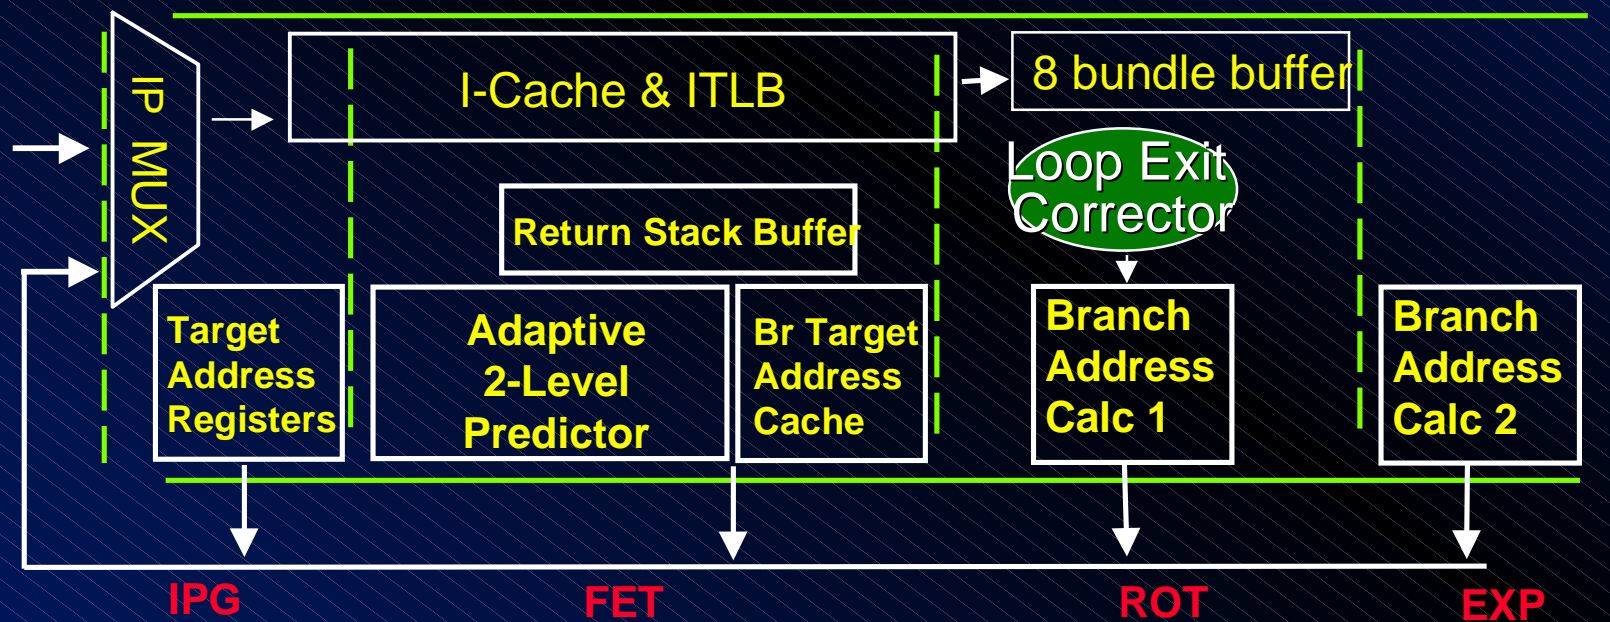 IP MUX
I-Cache & ITLB
8 bundle buffer
Loop Exit
Corrector
Return Stack Buffer
Target
Address
Registers
Adaptive
2-Level
Predictor
Br Target
Address
Cache
Branch
Address
Calc 1
Branch
Address
Calc 2
IPG
FET
ROT
EXP